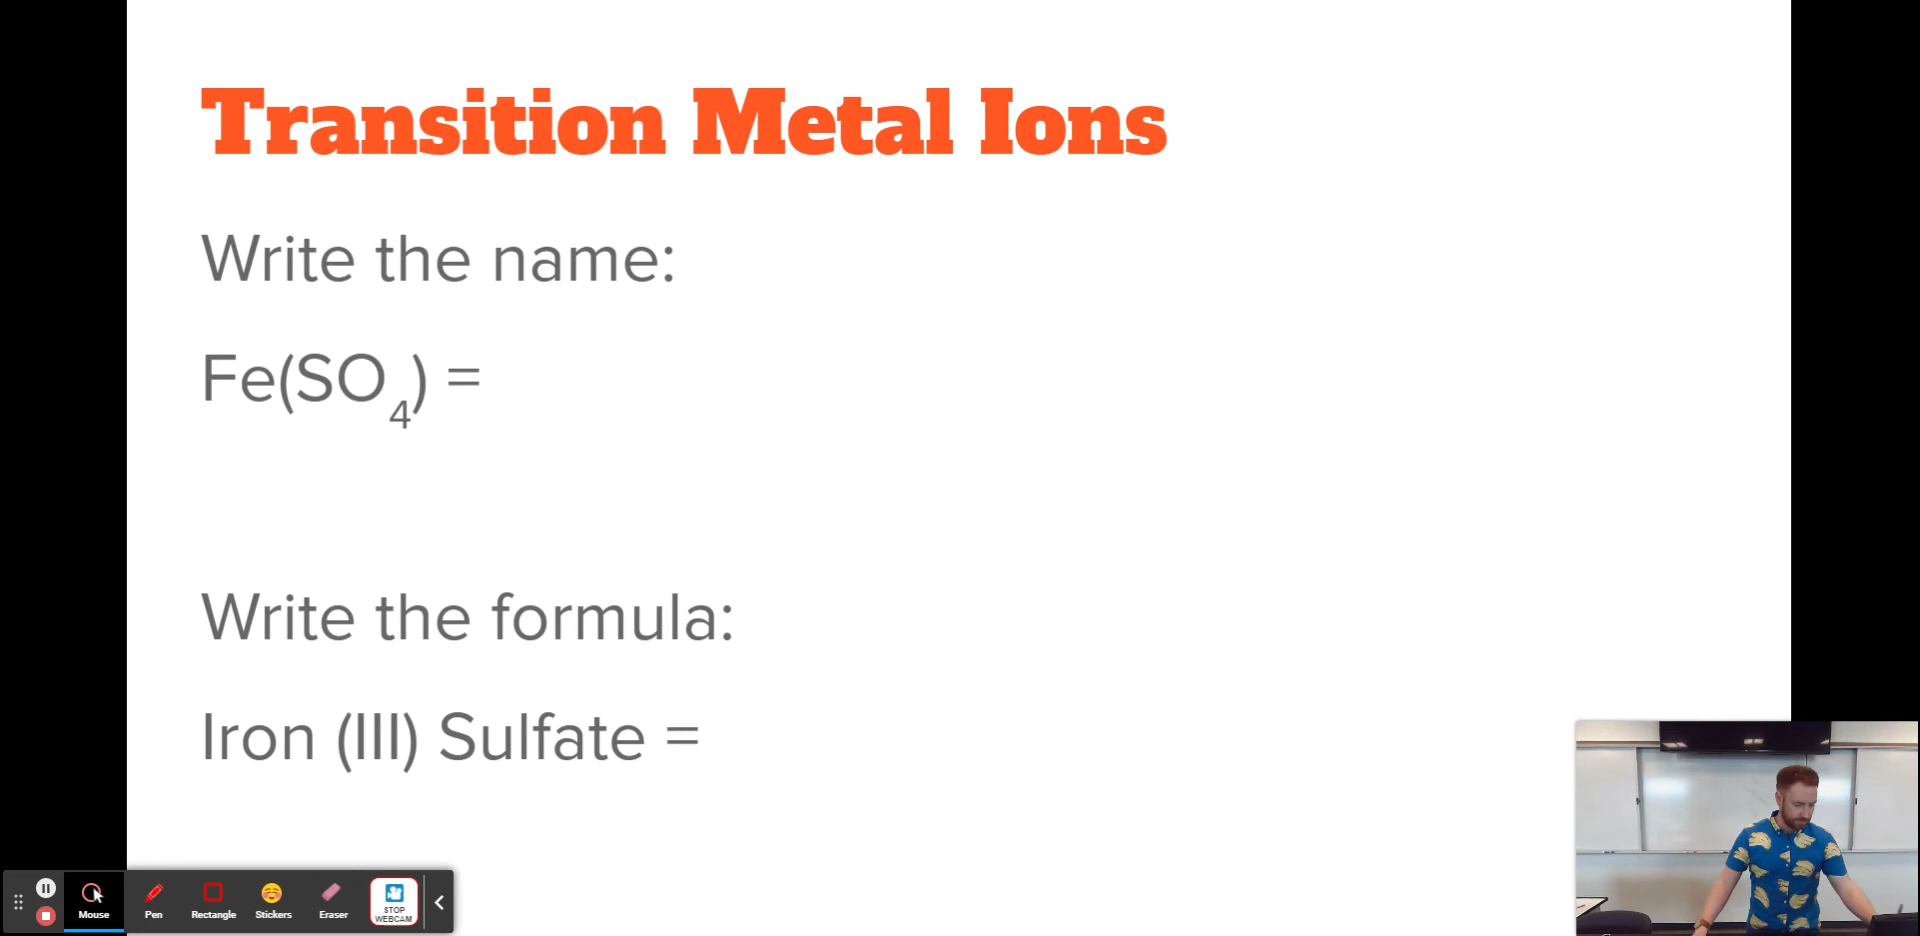 Transition Metal Ions
Write the name:
Fe(SO₄) =
Write the formula:
Iron (III) Sulfate =
Mouse
Pen
Rectangle
Stickers
Eraser
STOP
WEBCAM